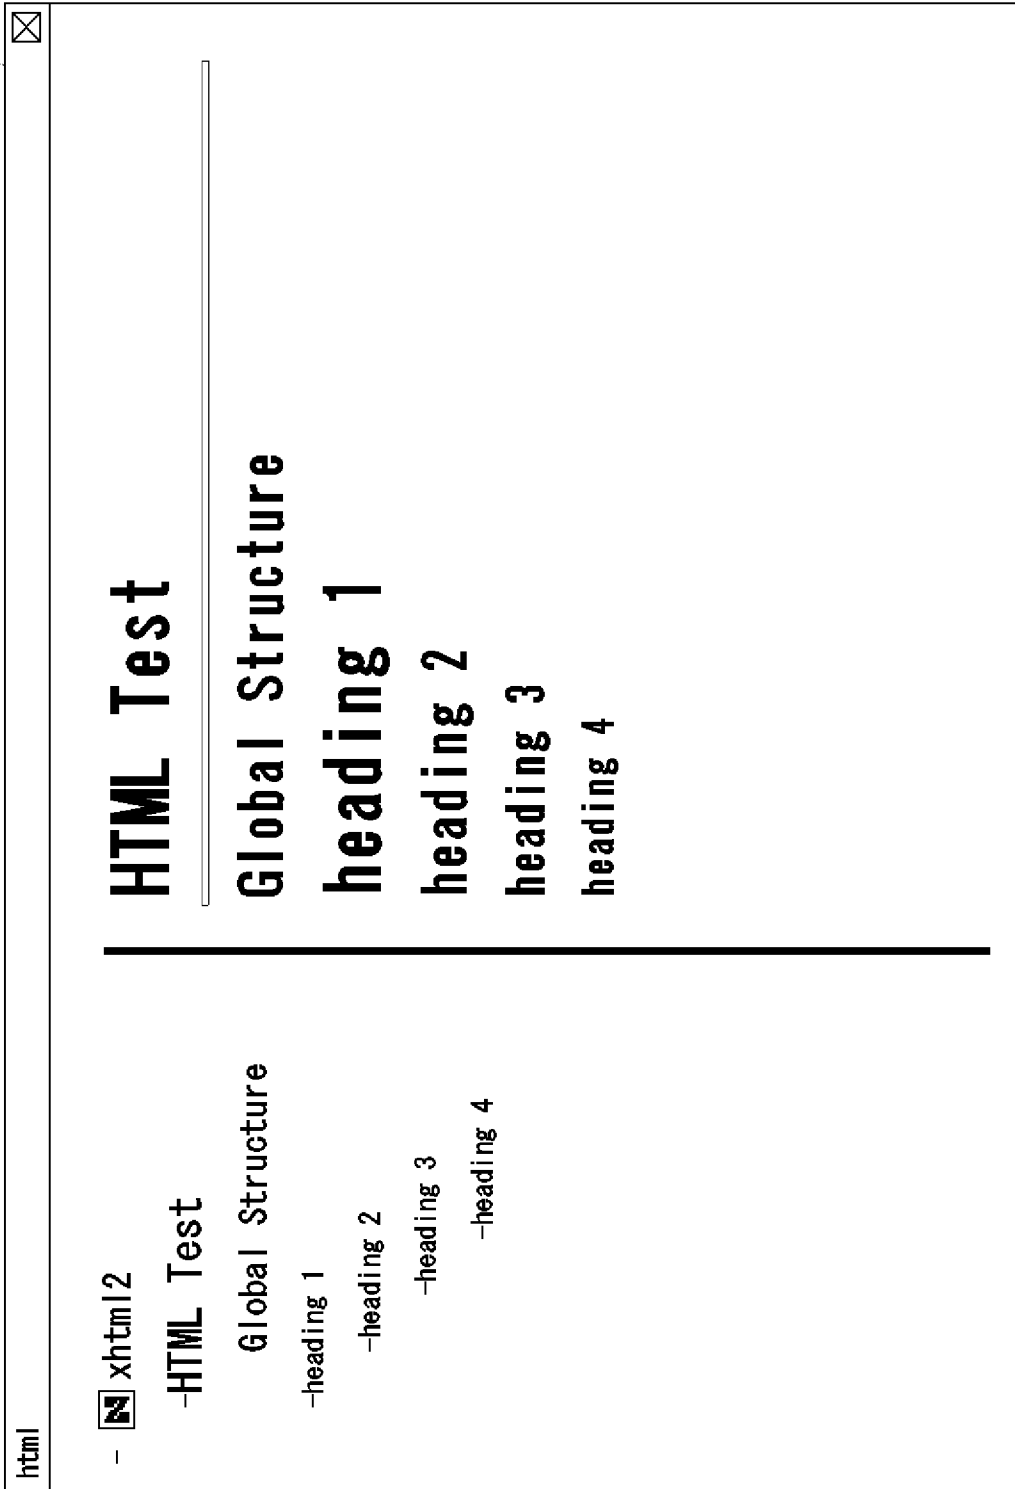 html
- xhtml2
-HTML Test
Global Structure
-heading 1
-heading 2
-heading 3
-heading 4
HTML Test
Global Structure
heading 1
heading 2
heading 3
heading 4